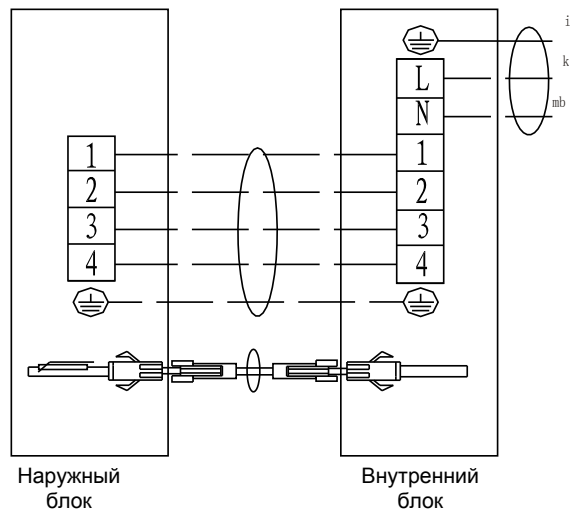 i
k
L
mb
N
1 1
2 2
3 3
4 4
Наружный
блок
Внутренний
блок